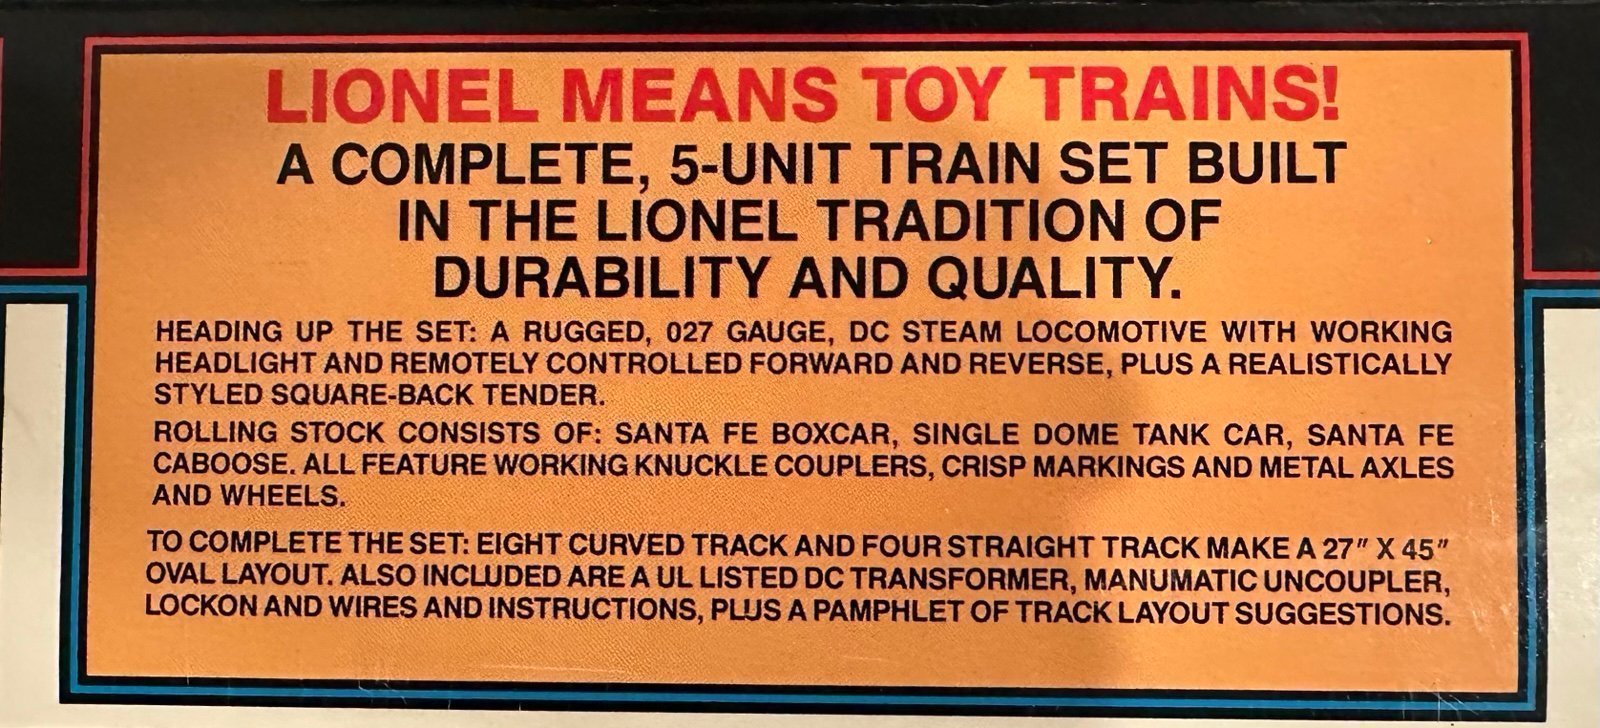 LIONEL MEANS TOY TRAINS!
A COMPLETE, 5-UNIT TRAIN SET BUILT
IN THE LIONEL TRADITION OF
DURABILITY AND QUALITY.
HEADING UP THE SET: A RUGGED, 027 GAUGE, DC STEAM LOCOMOTIVE WITH WORKING
HEADLIGHT AND REMOTELY CONTROLLED FORWARD AND REVERSE, PLUS A REALISTICALLY
STYLED SQUARE-BACK TENDER.
ROLLING STOCK CONSISTS OF: SANTA FE BOXCAR, SINGLE DOME TANK CAR, SANTA FE
CABOOSE. ALL FEATURE WORKING KNUCKLE COUPLERS, CRISP MARKINGS AND METAL AXLES
AND WHEELS.
TO COMPLETE THE SET: EIGHT CURVED TRACK AND FOUR STRAIGHT TRACK MAKE A 27" X 45"
OVAL LAYOUT. ALSO INCLUDED ARE A UL LISTED DC TRANSFORMER, MANUMATIC UNCOUPLER,
LOCKON AND WIRES AND INSTRUCTIONS, PLUS A PAMPHLET OF TRACK LAYOUT SUGGESTIONS.